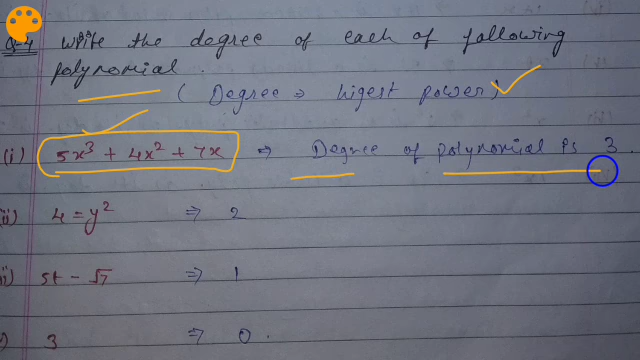 Q-4 Write the degree of each of following
polynomial.
( Degree ⇒ higest power)
(i) 5x³ + 4x² + 7x ⇒ Degree of polynomial is 3.
ii) 4 = y² ⇒ 2
ii) 5t - √7 ⇒ 1
) 3 ⇒ 0.